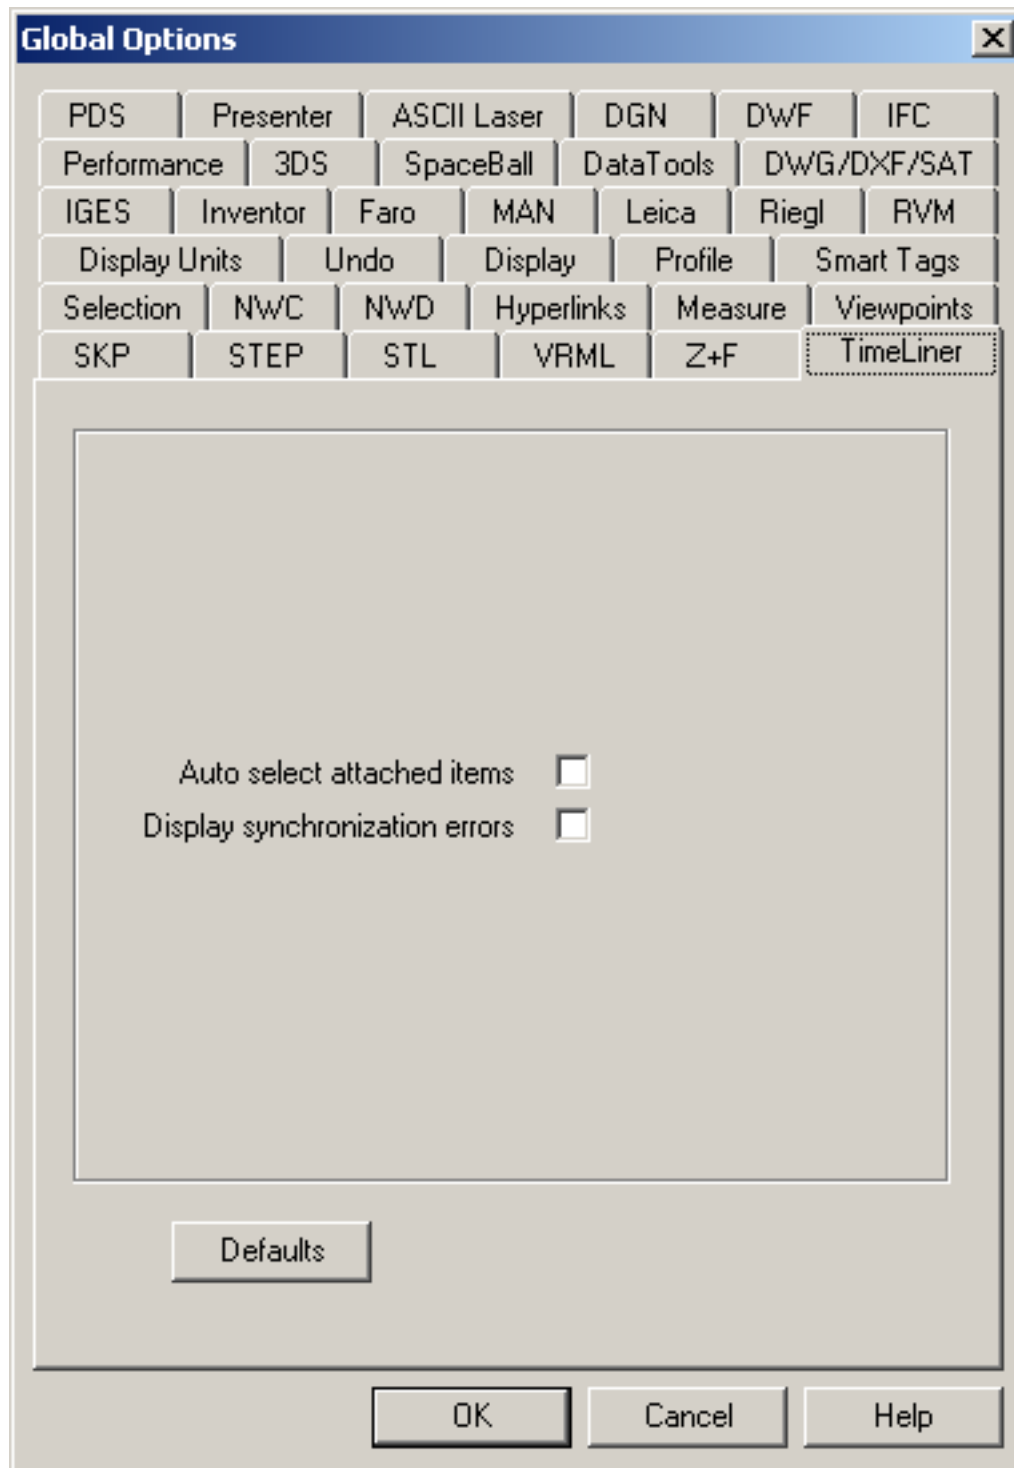 Global Options
PDS Presenter ASCII Laser DGN DWF IFC
Performance 3DS SpaceBall DataTools DWG/DXF/SAT
IGES Inventor Faro MAN Leica Riegl RVM
Display Units Undo Display Profile Smart Tags
Selection NWC NWD Hyperlinks Measure Viewpoints
SKP STEP STL VRML Z+F TimeLiner
Auto select attached items
Display synchronization errors
Defaults
OK Cancel Help